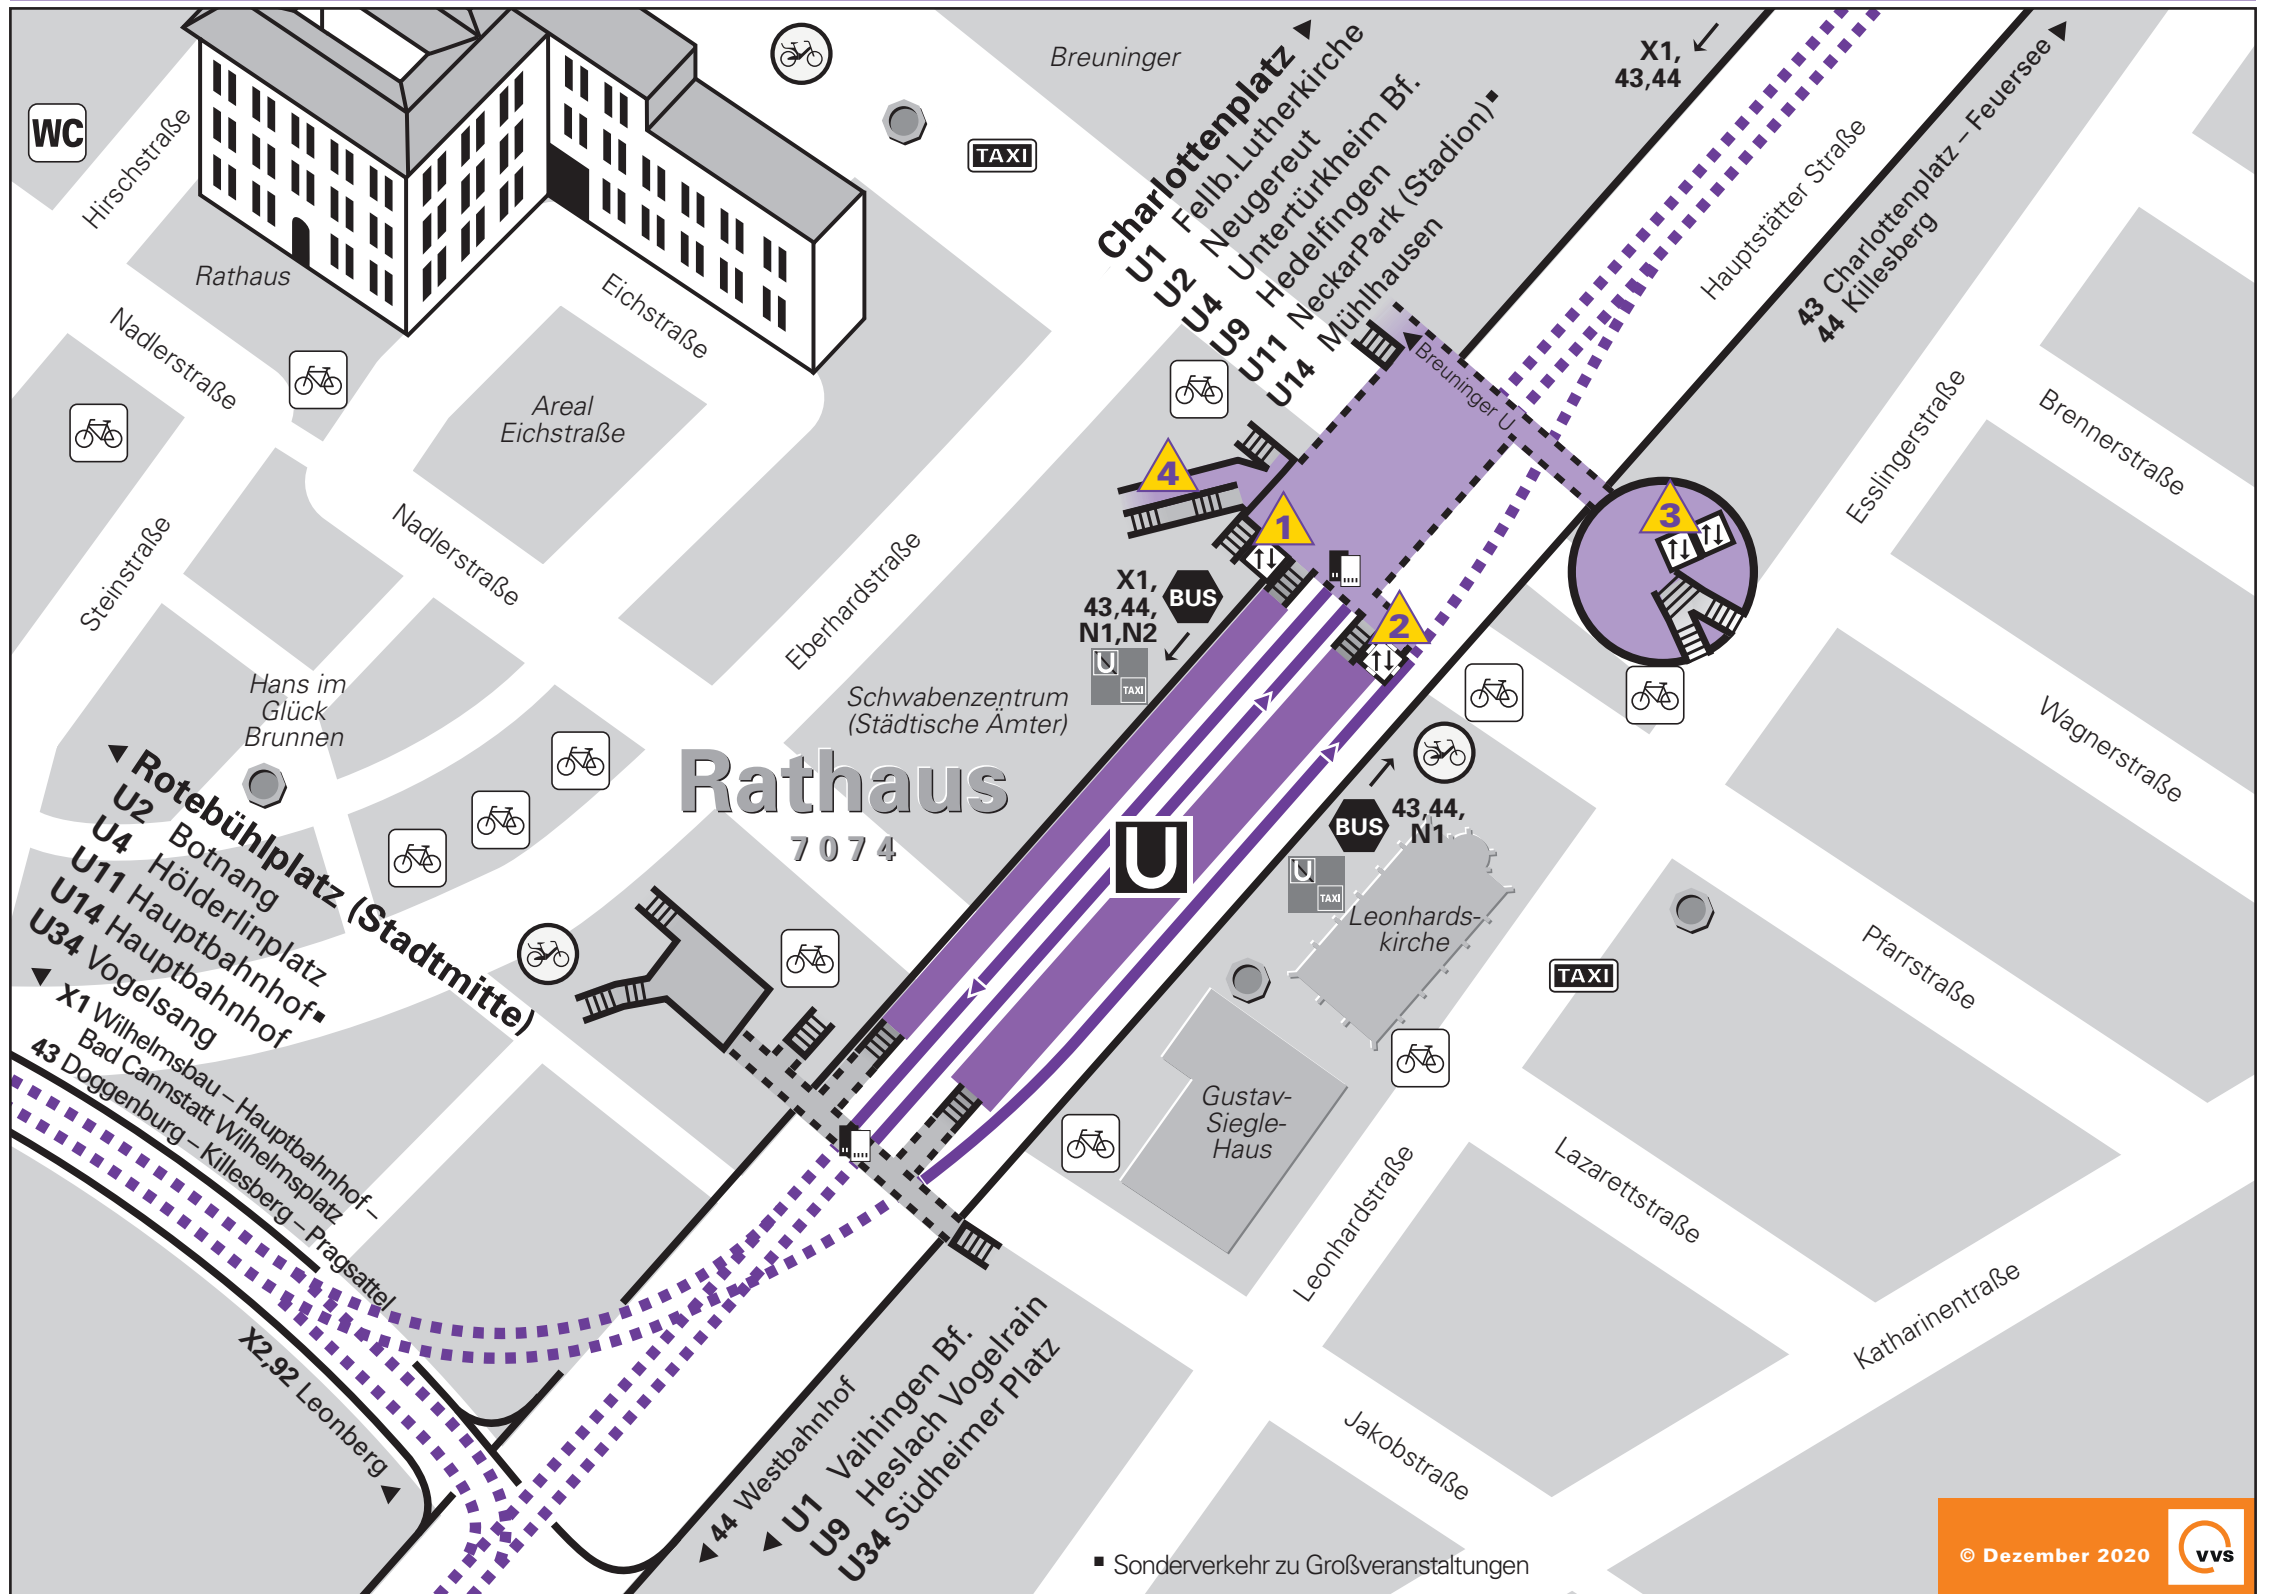 Breuninger
X1,
43,44
WC
Hirschstraße
TAXI
Charlottenplatz
U1 Fellb.Lutherkirche
U2 Neugereut
U4 Untertürkheim Bf.
U9 Hedelfingen
U11 NeckarPark (Stadion)▪
U14 Mühlhausen
Hauptstätter Straße
43 Charlottenplatz – Feuersee
44 Killesberg
Rathaus
Eichstraße
Nadlerstraße
Areal
Eichstraße
Breuninger U
Esslingerstraße
Brennerstraße
4
1
3
2
Steinstraße
Nadlerstraße
Eberhardstraße
X1,
43,44,
N1,N2
BUS
U
TAXI
Hans im
Glück
Brunnen
Schwabenzentrum
(Städtische Ämter)
Rathaus
7074
Wagnerstraße
BUS
43,44,
N1
U
U
TAXI
Leonhards-
kirche
TAXI
Pfarrstraße
Rotebühlplatz (Stadtmitte)
U2 Botnang
U4 Hölderlinplatz
U11 Hauptbahnhof▪
U14 Hauptbahnhof
U34 Vogelsang
X1 Wilhelmsbau – Hauptbahnhof –
Bad Cannstatt Wilhelmsplatz
43 Doggenburg – Killesberg – Pragsattel
Gustav-
Siegle-
Haus
Leonhardstraße
Lazarettstraße
Katharinenstraße
X2,92 Leonberg
44 Westbahnhof
U1 Vaihingen Bf.
U9 Heslach Vogelrain
U34 Südheimer Platz
Jakobstraße
▪ Sonderverkehr zu Großveranstaltungen
© Dezember 2020
VVS